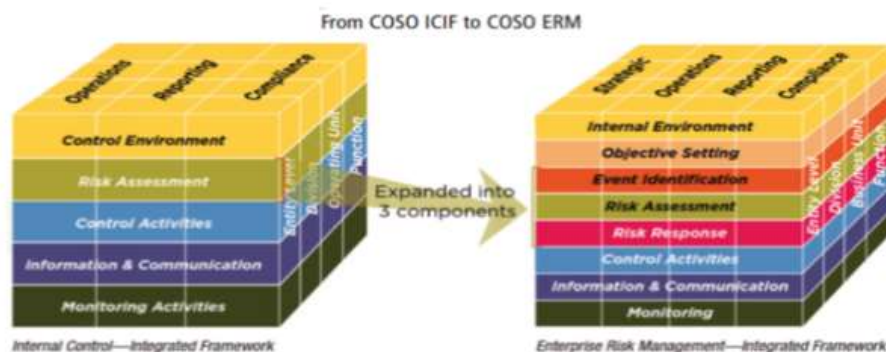 From COSO ICIF to COSO ERM
Operations
Reporting
Compliance
Control Environment
Risk Assessment
Control Activities
Information & Communication
Monitoring Activities
Entity Level
Division
Operating Unit
Function
Internal Control—Integrated Framework
Expanded into
3 components
Strategic
Operations
Reporting
Compliance
Internal Environment
Objective Setting
Event Identification
Risk Assessment
Risk Response
Control Activities
Information & Communication
Monitoring
Entity Level
Division
Business Unit
Function
Enterprise Risk Management—Integrated Framework